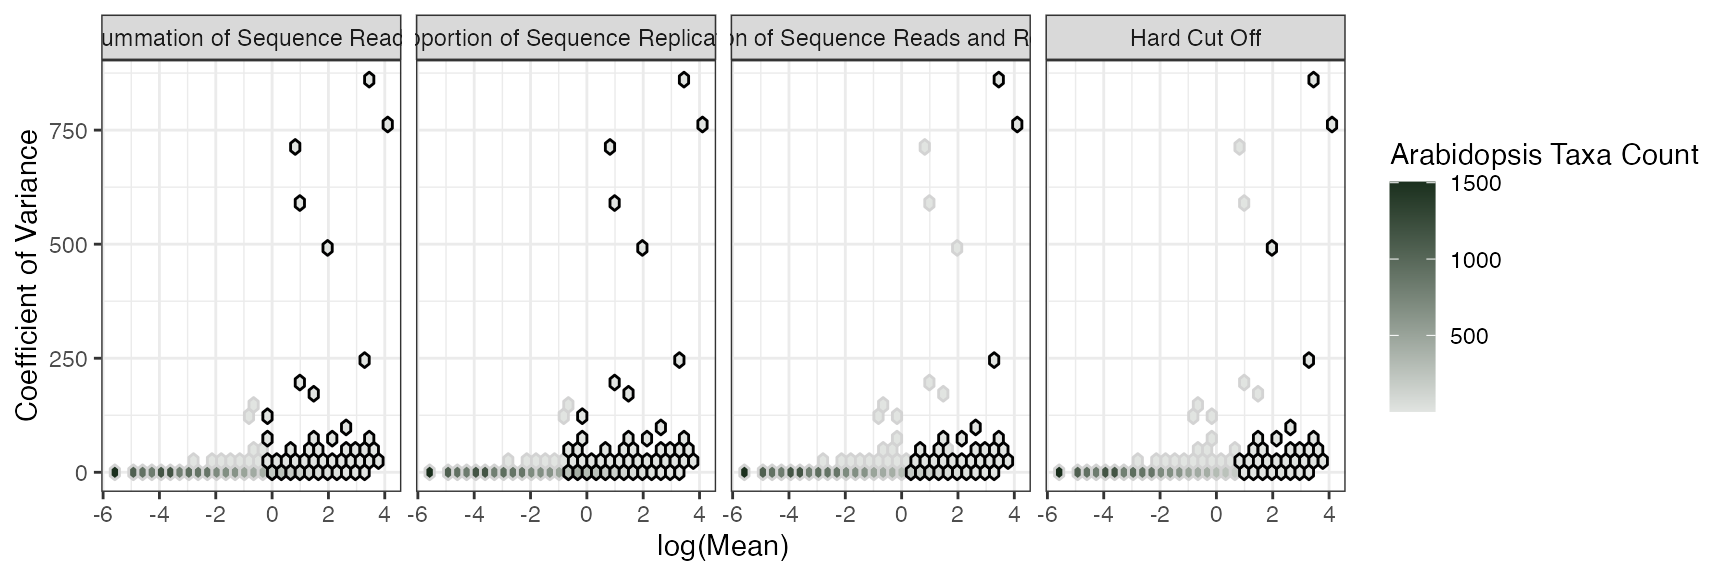 ummation of Sequence Read
portion of Sequence Replica
on of Sequence Reads and R
Hard Cut Off
Coefficient of Variance
750
500
250
0
-6 -4 -2 0 2 4
-6 -4 -2 0 2 4
-6 -4 -2 0 2 4
-6 -4 -2 0 2 4
log(Mean)
Arabidopsis Taxa Count
1500
1000
500